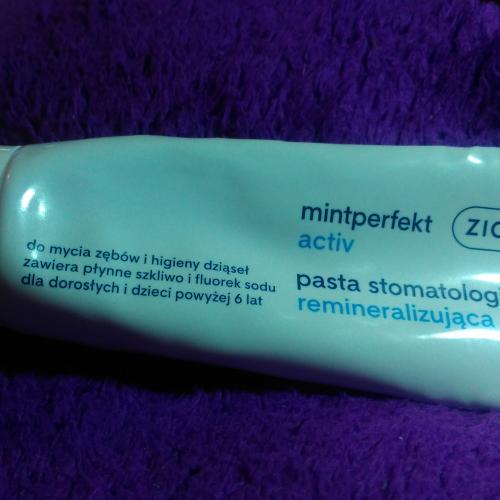 do mycia zębów i higieny dziąseł
zawiera płynne szkliwo i fluorek sodu
dla dorosłych i dzieci powyżej 6 lat
mintperfekt
activ
pasta stomatolog
remineralizująca